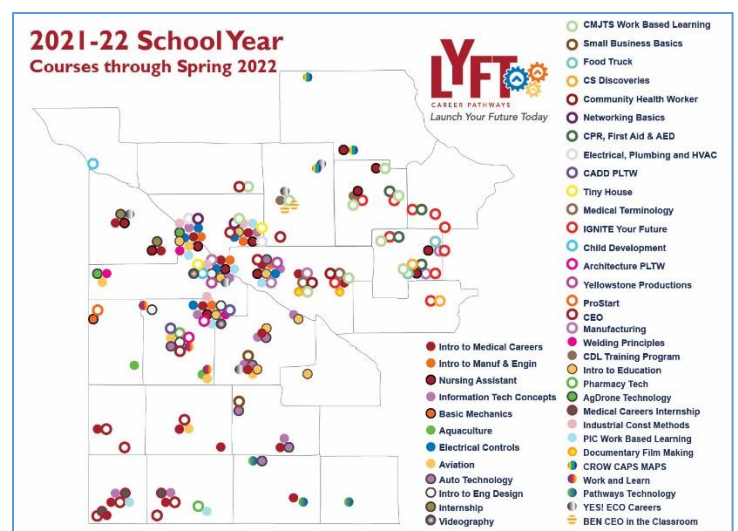 2021-22 School Year
Courses through Spring 2022
LYFT
CAREER PATHWAYS
Launch Your Future Today
CMJTS Work Based Learning
Small Business Basics
Food Truck
CS Discoveries
Community Health Worker
Networking Basics
CPR, First Aid & AED
Electrical, Plumbing and HVAC
CADD PLTW
Tiny House
Medical Terminology
IGNITE Your Future
Child Development
Architecture PLTW
Yellowstone Productions
ProStart
CEO
Manufacturing
Welding Principles
CDL Training Program
Intro to Education
Pharmacy Tech
AgDrone Technology
Medical Careers Internship
Industrial Const Methods
PIC Work Based Learning
Documentary Film Making
CROW CAPS MAPS
Work and Learn
Pathways Technology
YES! ECO Careers
BEN CEO in the Classroom
Intro to Medical Careers
Intro to Manuf & Engin
Nursing Assistant
Information Tech Concepts
Basic Mechanics
Aquaculture
Electrical Controls
Aviation
Auto Technology
Intro to Eng Design
Internship
Videography